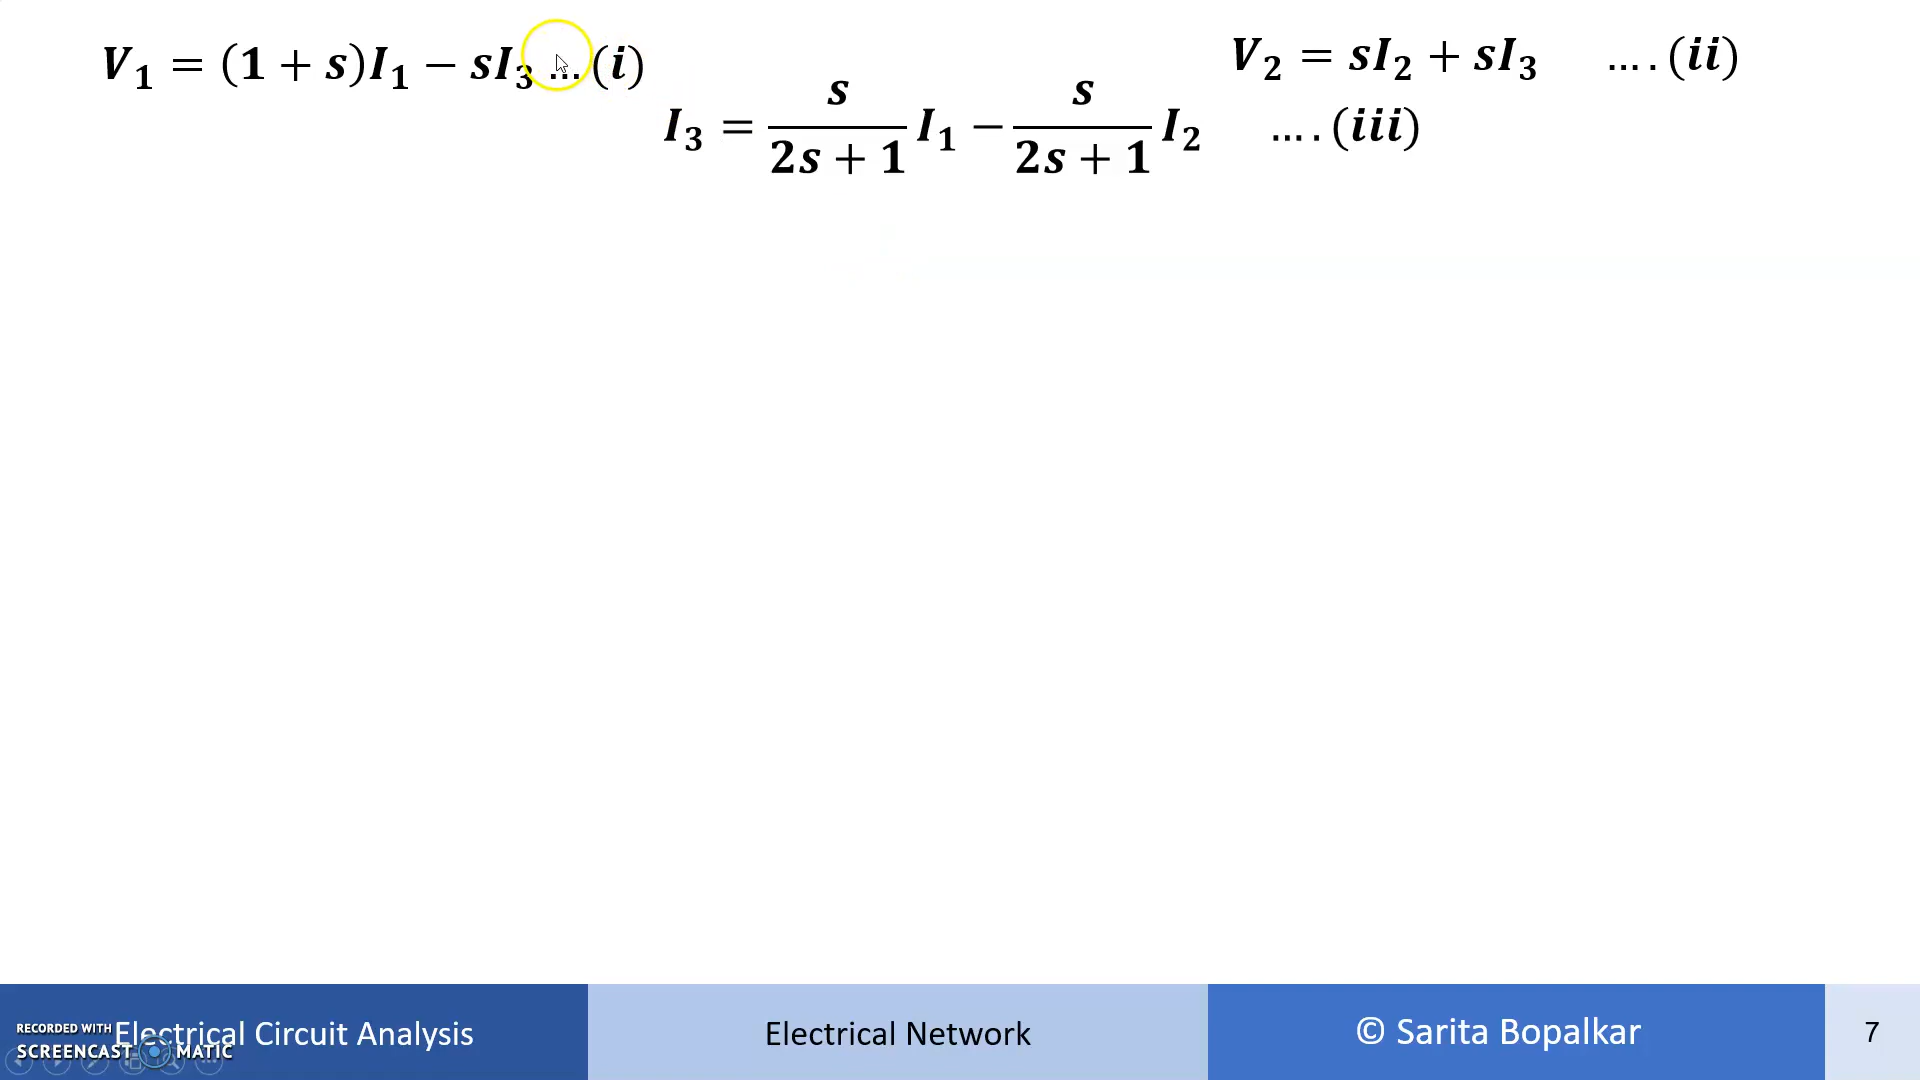 V₁ = (1 + s)I₁ − sI₃ …(i)
V₂ = sI₂ + sI₃ ….(ii)
I₃ = s/(2s + 1) I₁ − s/(2s + 1) I₂ ….(iii)
Electrical Circuit Analysis
Electrical Network
© Sarita Bopalkar
7
RECORDED WITH
SCREENCAST MATIC